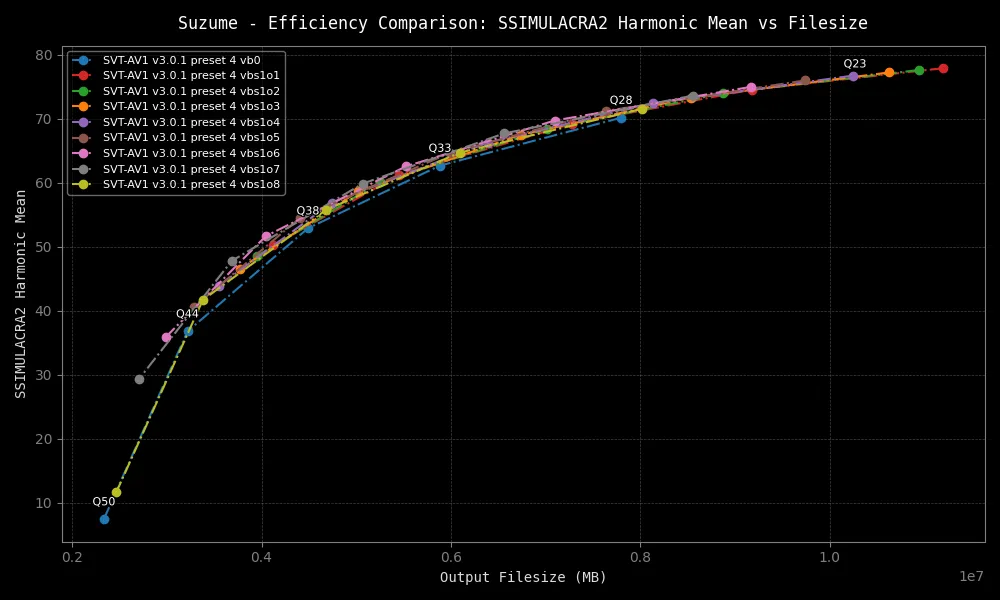 Suzume - Efficiency Comparison: SSIMULACRA2 Harmonic Mean vs Filesize
SVT-AV1 v3.0.1 preset 4 vb0
SVT-AV1 v3.0.1 preset 4 vbs1o1
SVT-AV1 v3.0.1 preset 4 vbs1o2
SVT-AV1 v3.0.1 preset 4 vbs1o3
SVT-AV1 v3.0.1 preset 4 vbs1o4
SVT-AV1 v3.0.1 preset 4 vbs1o5
SVT-AV1 v3.0.1 preset 4 vbs1o6
SVT-AV1 v3.0.1 preset 4 vbs1o7
SVT-AV1 v3.0.1 preset 4 vbs1o8
Q23
Q28
Q33
Q38
Q44
Q50
SSIMULACRA2 Harmonic Mean
80
70
60
50
40
30
20
10
0.2
0.4
0.6
0.8
1.0
1e7
Output Filesize (MB)